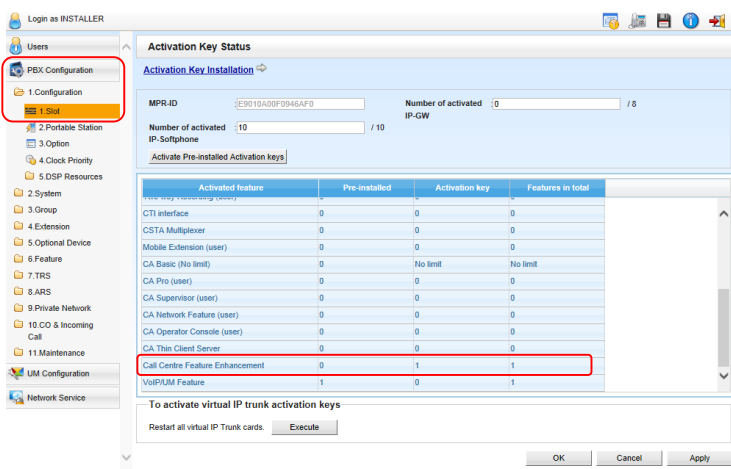 Login as INSTALLER
Users
PBX Configuration
1.Configuration
1.Slot
2.Portable Station
3.Option
4.Clock Priority
5.DSP Resources
2.System
3.Group
4.Extension
5.Optional Device
6.Feature
7.TRS
8.ARS
9.Private Network
10.CO & Incoming
Call
11.Maintenance
UM Configuration
Network Service
Activation Key Status
Activation Key Installation
MPR-ID :E9010A00F0946AF0 Number of activated :0 / 8
IP-GW
Number of activated :10 / 10
IP-Softphone
Activate Pre-installed Activation keys
Activated feature Pre-installed Activation key Features in total
Two-way Recording (user) 0 0 0
CTI interface 0 0 0
CSTA Multiplexer 0 0 0
Mobile Extension (user) 0 0 0
CA Basic (No limit) 0 No limit No limit
CA Pro (user) 0 0 0
CA Supervisor (user) 0 0 0
CA Network Feature (user) 0 0 0
CA Operator Console (user) 0 0 0
CA Thin Client Server 0 0 0
Call Centre Feature Enhancement 0 1 1
VoIP/UM Feature 1 0 1
To activate virtual IP trunk activation keys
Restart all virtual IP Trunk cards. Execute
OK Cancel Apply